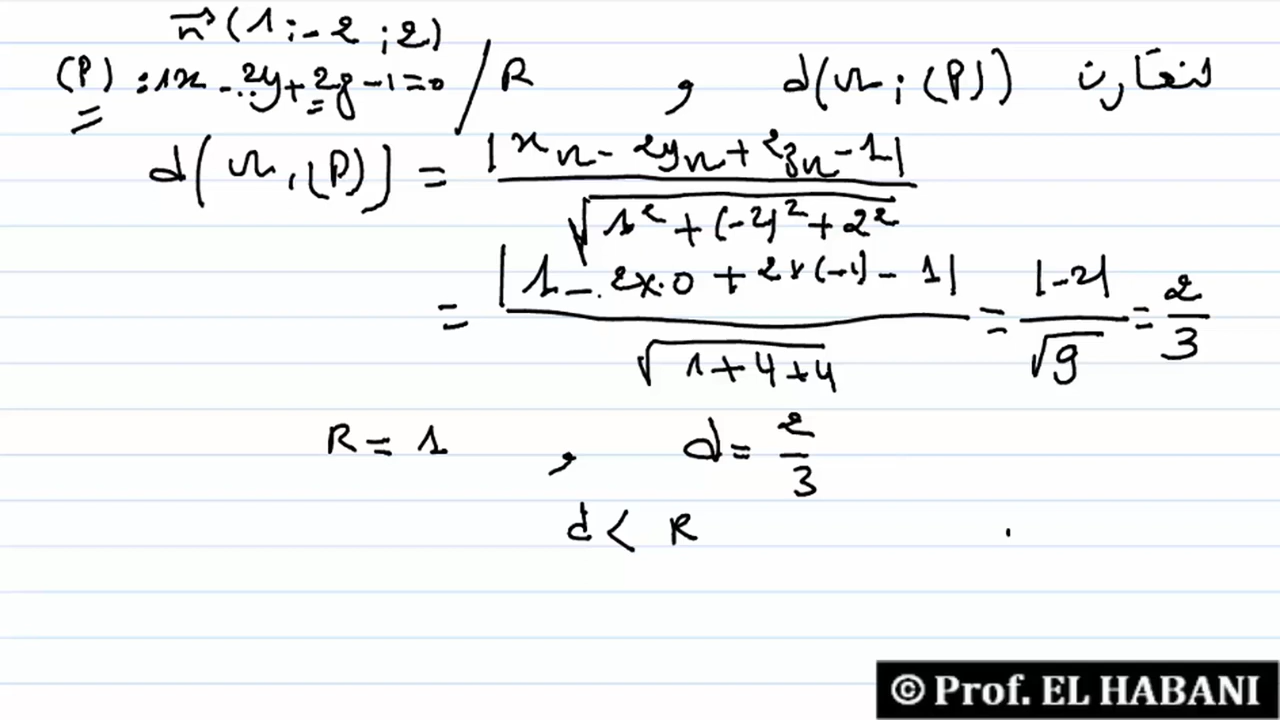 n⃗ (1 ; -2 ; 2)
(P) : 1x - 2y + 2z - 1 = 0 / R , d(Ω ; (P)) لنقارن
d(Ω, (P)) = |xΩ - 2yΩ + 2zΩ - 1| / √(1² + (-2)² + 2²)
= |1 - 2×0 + 2×(-1) - 1| / √(1+4+4) = |-2| / √9 = 2/3
R = 1 , d = 2/3
d < R
© Prof. EL HABANI